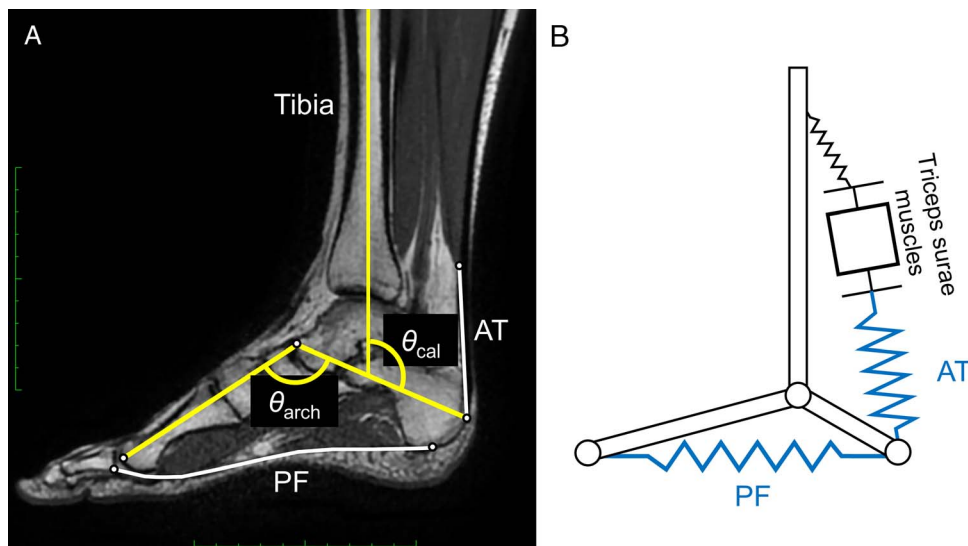 A
Tibia
AT
θcal
θarch
PF
B
Triceps surae
muscles
AT
PF